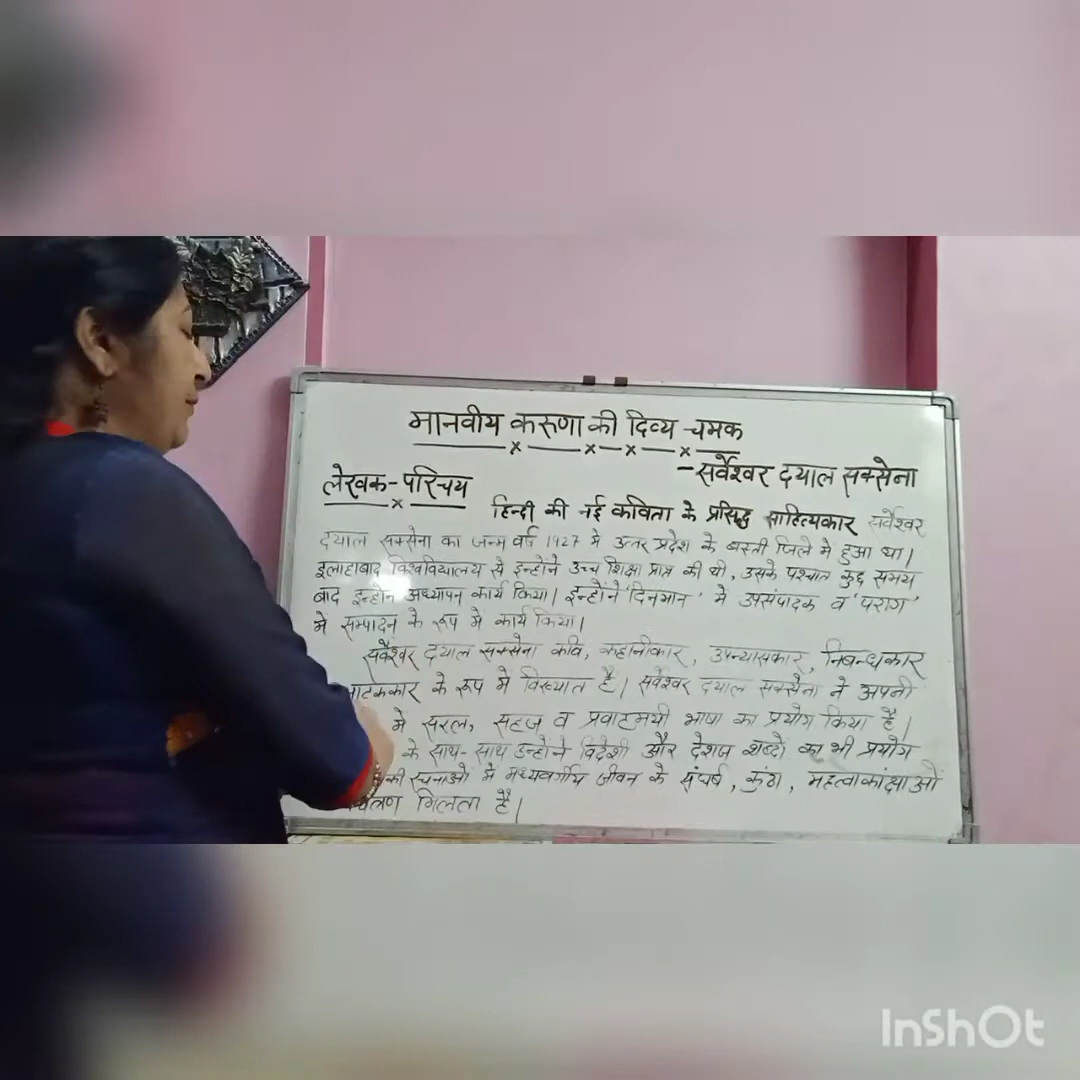 मानवीय करुणा की दिव्य चमक
- सर्वेश्वर दयाल सक्सेना
लेखक - परिचय
हिन्दी की नई कविता के प्रसिद्ध साहित्यकार सर्वेश्वर
दयाल सक्सेना का जन्म वर्ष 1927 में उत्तर प्रदेश के बस्ती जिले में हुआ था।
इलाहाबाद विश्वविद्यालय से इन्होंने उच्च शिक्षा प्राप्त की थी, उसके पश्चात कुछ समय
बाद इन्होंने अध्यापन कार्य किया। इन्होंने 'दिनमान' में उपसंपादक व 'पराग'
में सम्पादन के रूप में कार्य किया।
सर्वेश्वर दयाल सक्सेना कवि, कहानीकार, उपन्यासकार, निबन्धकार
के रूप में विख्यात है। सर्वेश्वर दयाल सक्सेना ने अपनी
में सरल, सहज व प्रवाहमयी भाषा का प्रयोग किया है।
के साथ-साथ उन्होंने विदेशी और देशज शब्दो का भी प्रयोग
की रचनाओं में मध्यवर्गीय जीवन के संघर्ष, कुंठा, महत्वाकांक्षाओं
मिलता है।
InShOt